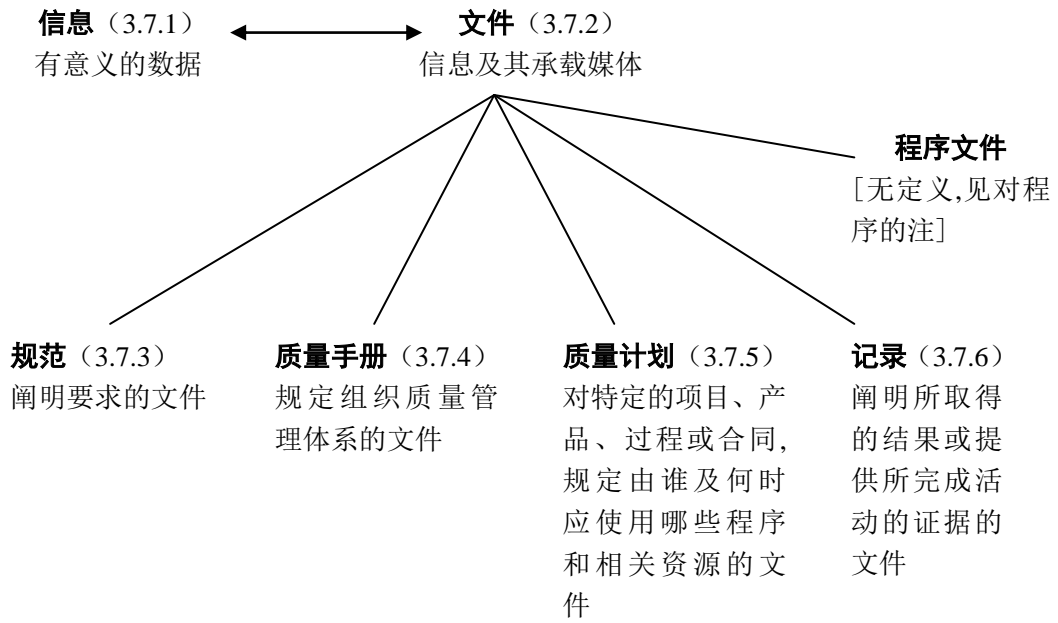 信息（3.7.1）
有意义的数据
文件（3.7.2）
信息及其承载媒体
程序文件
［无定义,见对程
序的注］
规范（3.7.3）
阐明要求的文件
质量手册（3.7.4）
规定组织质量管
理体系的文件
质量计划（3.7.5）
对特定的项目、产
品、过程或合同,
规定由谁及何时
应使用哪些程序
和相关资源的文
件
记录（3.7.6）
阐明所取得
的结果或提
供所完成活
动的证据的
文件